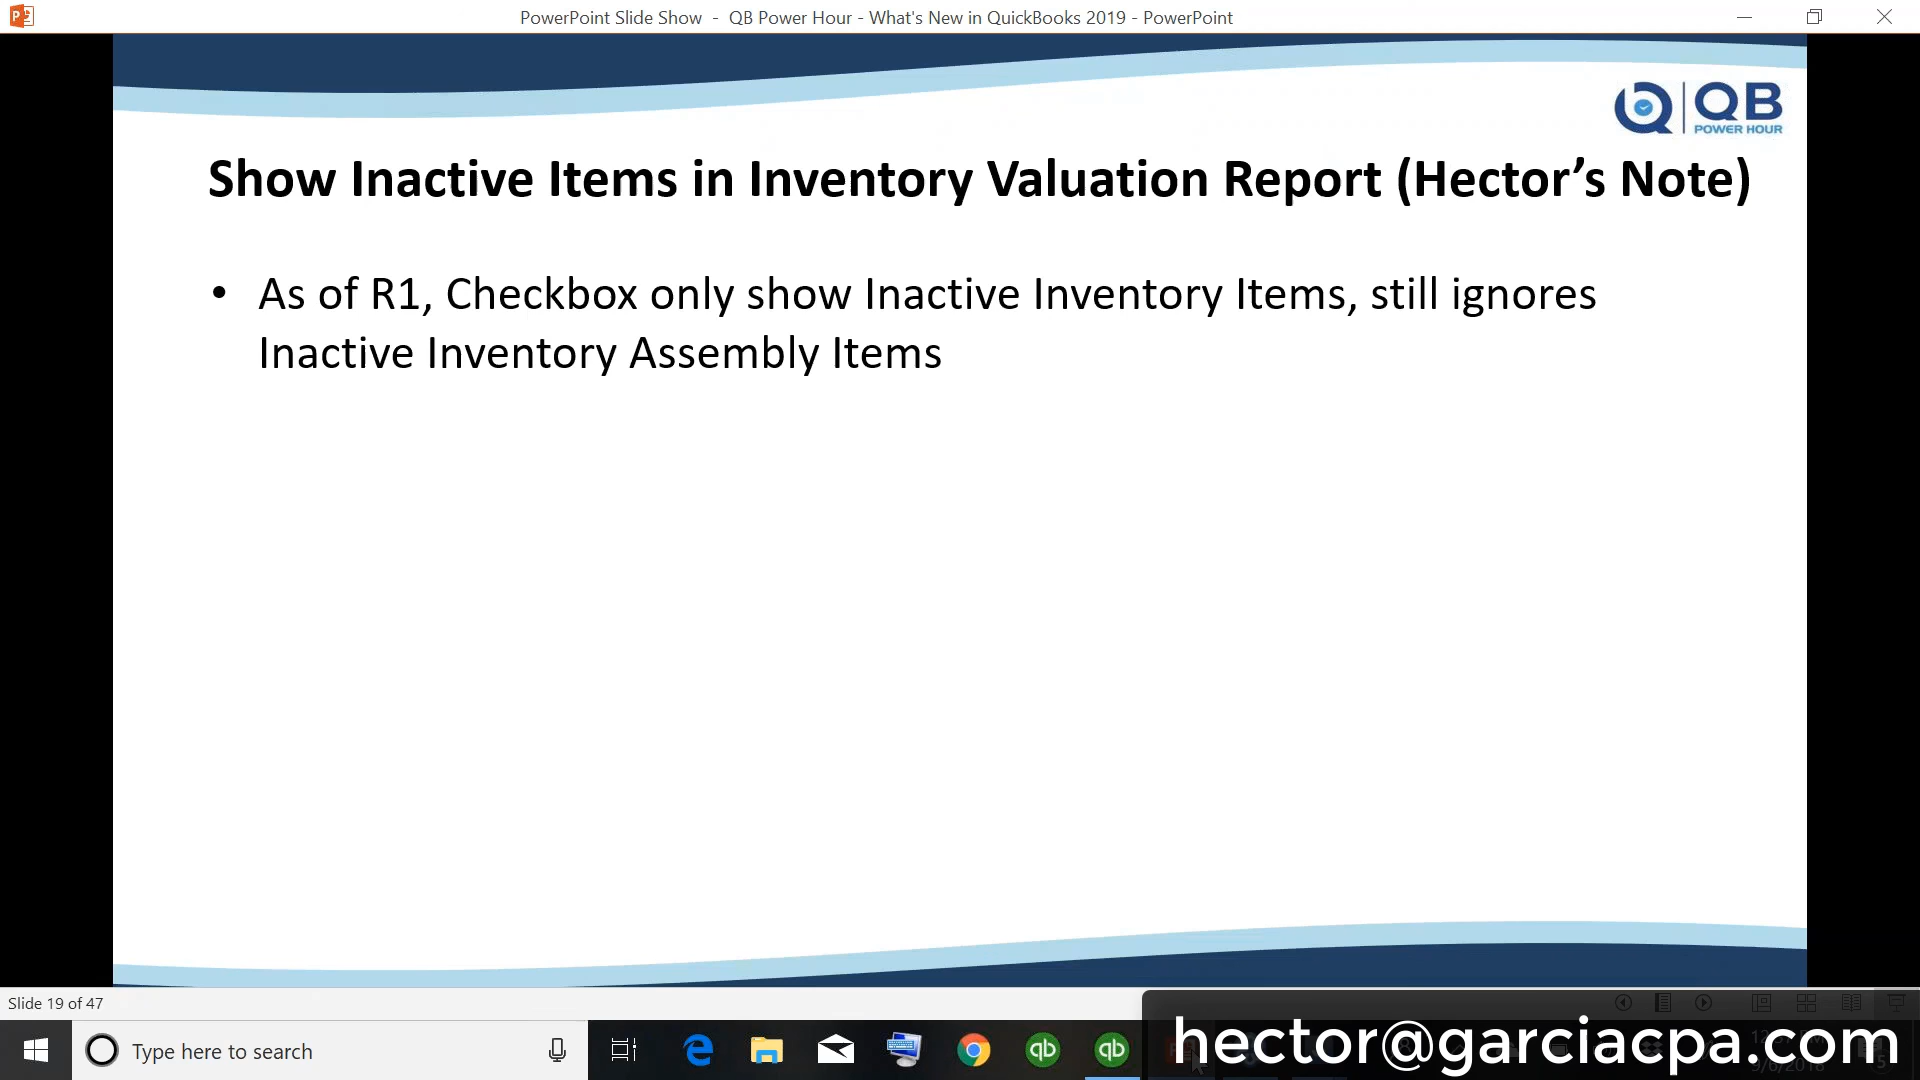 PowerPoint Slide Show - QB Power Hour - What's New in QuickBooks 2019 - PowerPoint
QB
POWER HOUR
Show Inactive Items in Inventory Valuation Report (Hector’s Note)
• As of R1, Checkbox only show Inactive Inventory Items, still ignores
Inactive Inventory Assembly Items
Slide 19 of 47
Type here to search
hector@garciacpa.com